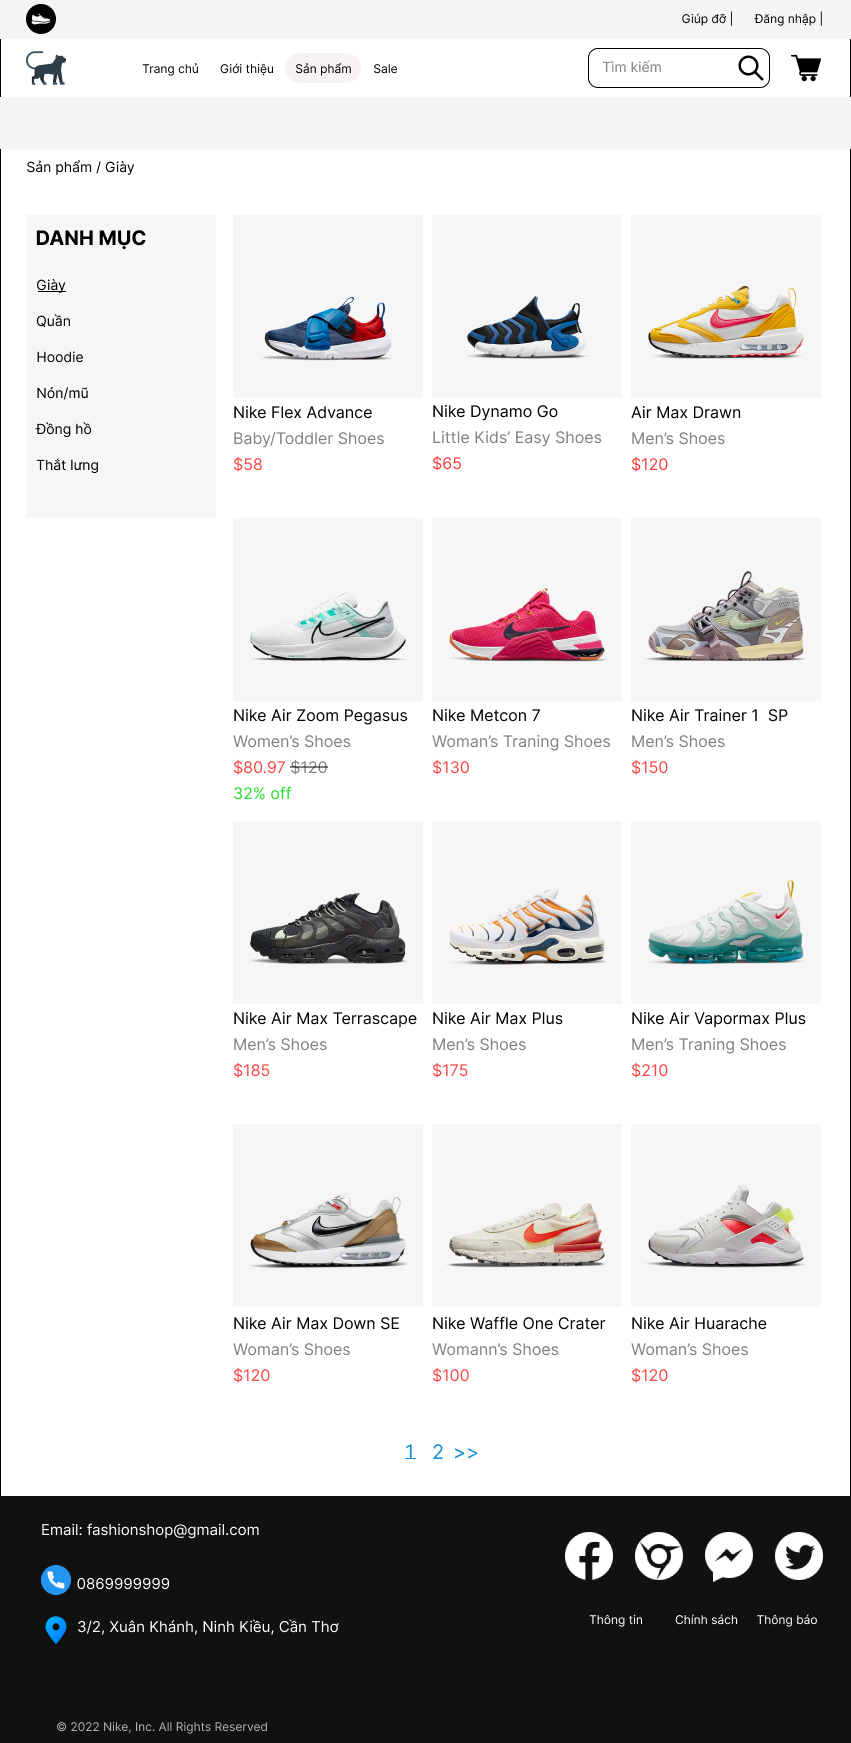 Giúp đỡ | Đăng nhập |
Trang chủ Giới thiệu Sản phẩm Sale Tìm kiếm
Sản phẩm / Giày
DANH MỤC
Giày
Quần
Hoodie
Nón/mũ
Đồng hồ
Thắt lưng
Nike Flex Advance
Baby/Toddler Shoes
$58
Nike Dynamo Go
Little Kids’ Easy Shoes
$65
Air Max Drawn
Men’s Shoes
$120
Nike Air Zoom Pegasus
Women’s Shoes
$80.97 $120
32% off
Nike Metcon 7
Woman’s Traning Shoes
$130
Nike Air Trainer 1 SP
Men’s Shoes
$150
Nike Air Max Terrascape
Men’s Shoes
$185
Nike Air Max Plus
Men’s Shoes
$175
Nike Air Vapormax Plus
Men’s Traning Shoes
$210
Nike Air Max Down SE
Woman’s Shoes
$120
Nike Waffle One Crater
Womann’s Shoes
$100
Nike Air Huarache
Woman’s Shoes
$120
1 2 >>
Email: fashionshop@gmail.com
0869999999
3/2, Xuân Khánh, Ninh Kiều, Cần Thơ
Thông tin Chính sách Thông báo
© 2022 Nike, Inc. All Rights Reserved